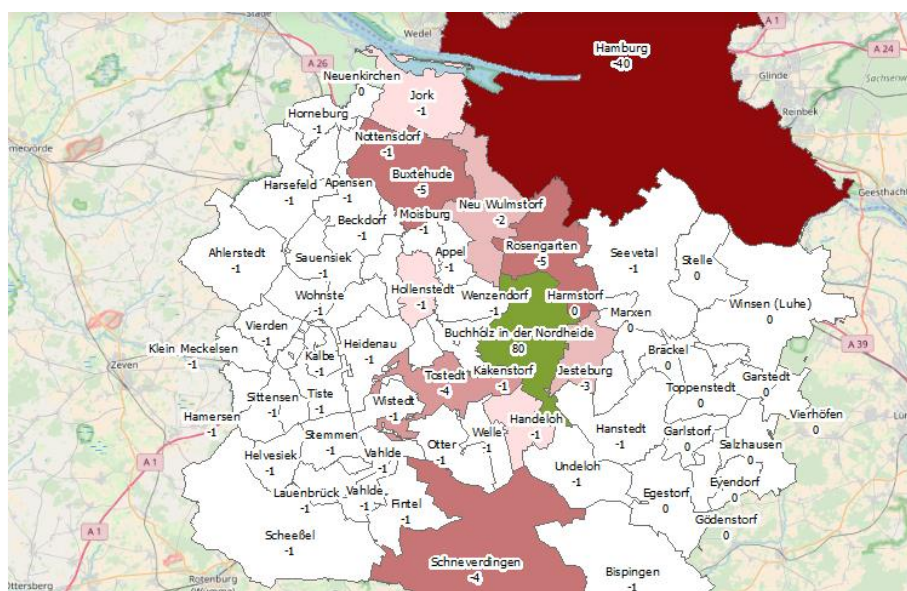 Stade
Wedel
A 1
A 24
Hamburg
-40
Glinde
A 26
Neuenkirchen
0
Reinbek
Jork
-1
Horneburg
-1
Nottensdorf
-1
Buxtehude
-5
Geesthacht
Harsefeld
-1
Apensen
-1
Neu Wulmstorf
-2
Moisburg
-1
Beckdorf
-1
Rosengarten
-5
Ahlerstedt
-1
Sauensiek
-1
Appel
-1
Seevetal
-1
Stelle
0
Hollenstedt
-1
Wenzendorf
-1
Harmstorf
0
Wohnste
-1
Marxen
0
Winsen (Luhe)
0
Vierden
-1
Buchholz in der Nordheide
80
Klein Meckelsen
-1
Heidenau
-1
A 39
Zeven
Kalbe
-1
Brackel
0
Tostedt
-4
Kakenstorf
-1
Jesteburg
-3
Garstedt
0
Toppenstedt
0
Sittensen
-1
Tiste
-1
Wistedt
-1
Hamersen
-1
Vierhöfen
0
Handeloh
-1
Hanstedt
-1
Garlstorf
0
Stemmen
-1
Otter
-1
Welle
-1
Salzhausen
0
Helvesiek
-1
Vahlde
-1
A 1
Undeloh
-1
Eyendorf
0
Lauenbrück
-1
Vahlde
-1
Egestorf
0
Fintel
-1
Gödenstorf
0
Scheeßel
-1
A 1
Schneverdingen
-4
Bispingen
-1
Ottersberg
Rotenburg